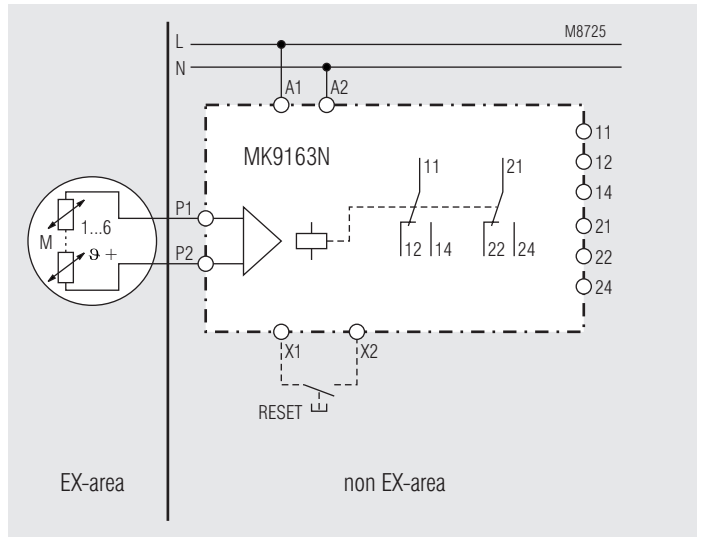 M8725
L
N
A1 A2
MK9163N
11
12
14
21
22
24
11 21
12 14 22 24
P1
P2
M 1...6
ϑ +
X1 X2
RESET
EX-area non EX-area